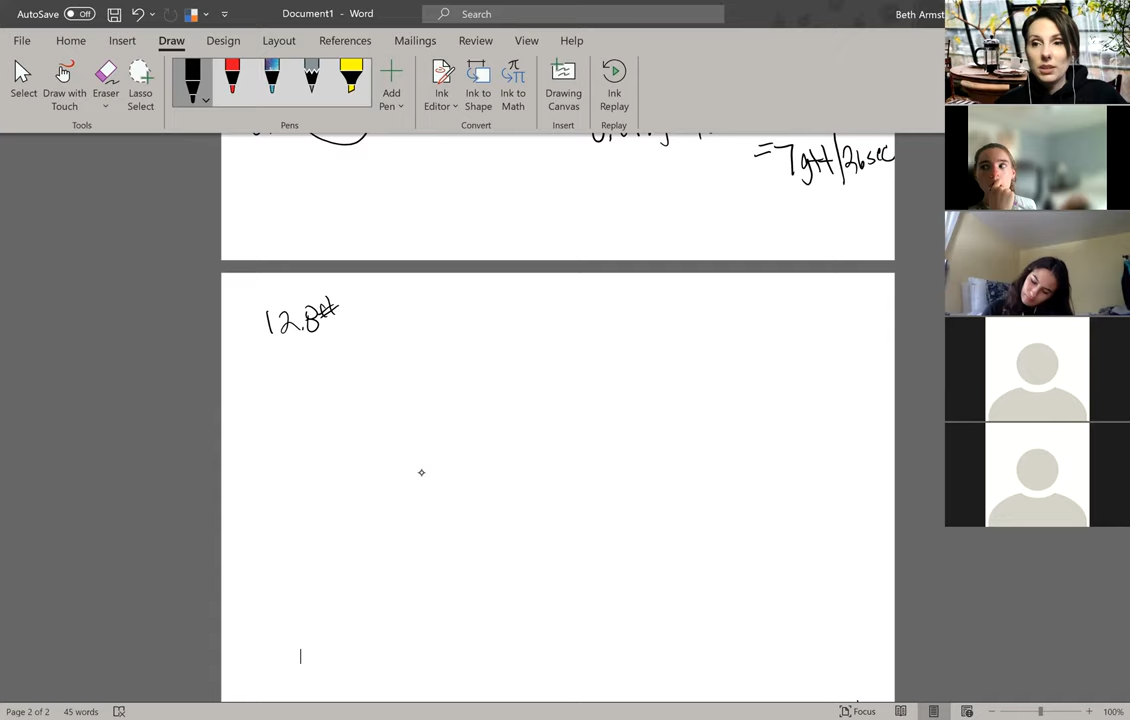 AutoSave Off Document1 - Word Search Beth Armst
File Home Insert Draw Design Layout References Mailings Review View Help
Select Draw with Touch Eraser Lasso Select Add Pen Ink Editor Ink to Shape Ink to Math Drawing Canvas Ink Replay
Tools Pens Convert Insert Replay
=7gtt/26sec
12.8#
Page 2 of 2 45 words Focus 100%